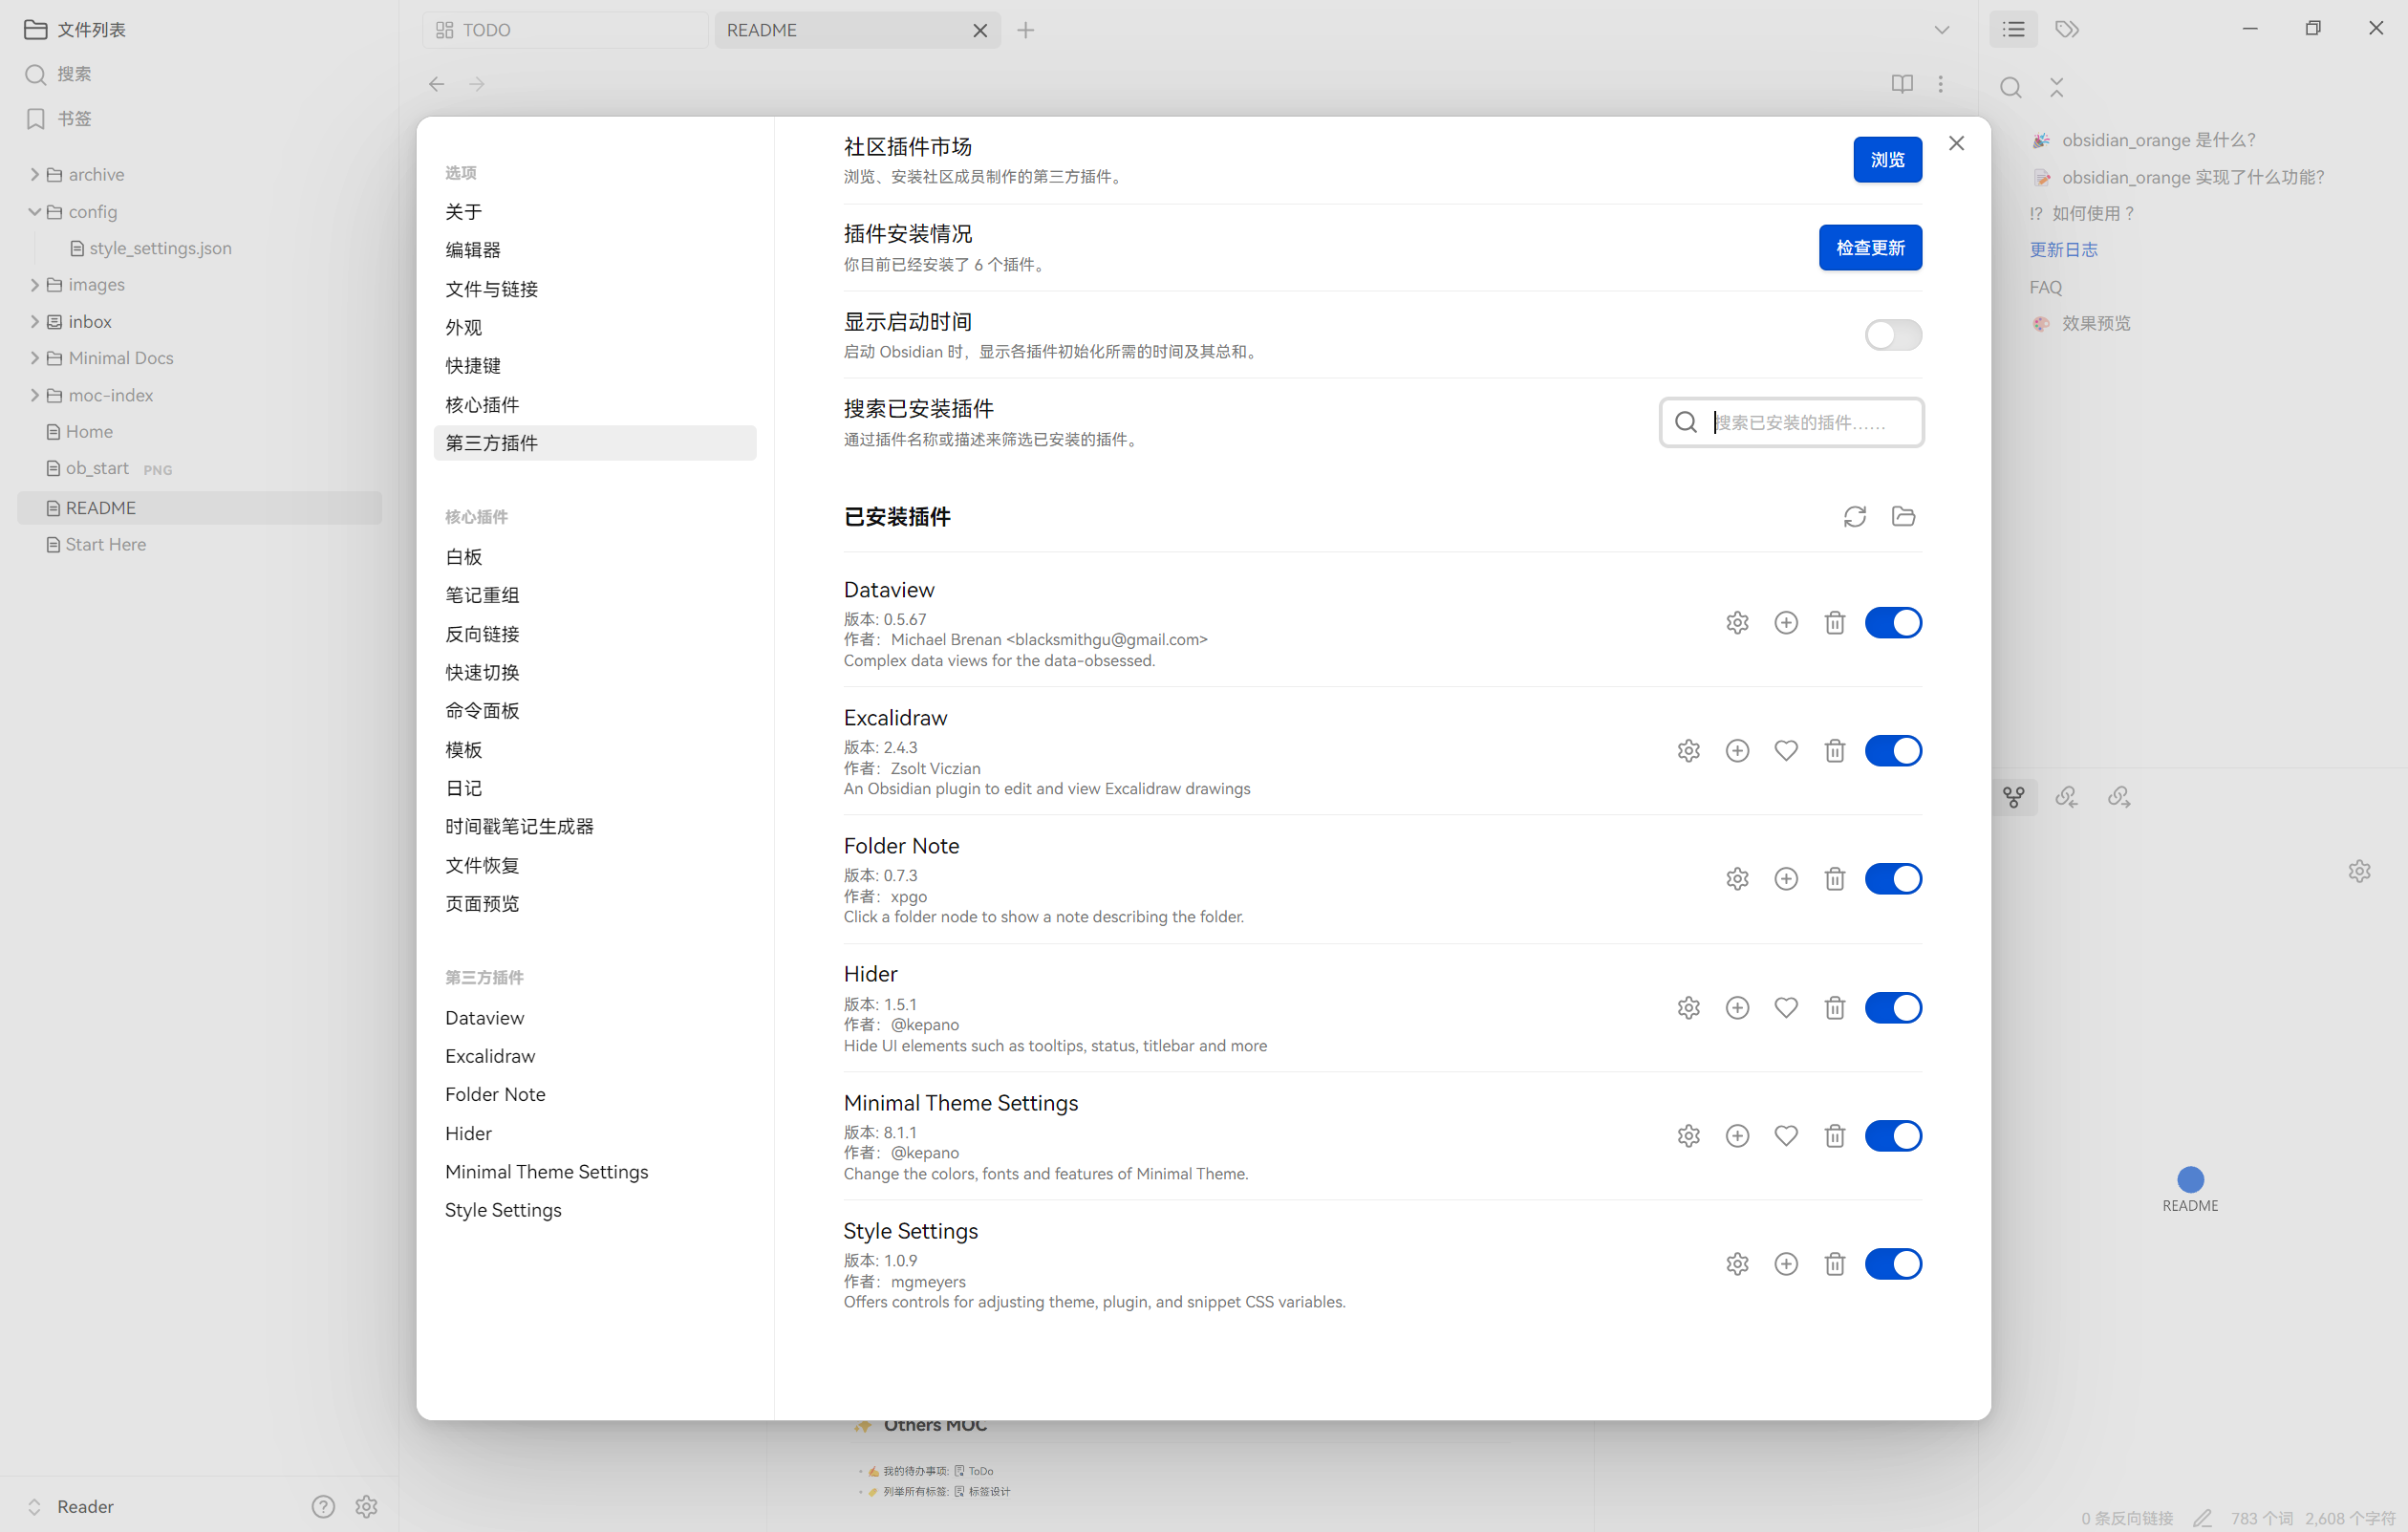 文件列表
搜索
书签
archive
config
style_settings.json
images
inbox
Minimal Docs
moc-index
Home
ob_start PNG
README
Start Here
Reader
TODO
README
选项
关于
编辑器
文件与链接
外观
快捷键
核心插件
第三方插件
核心插件
白板
笔记重组
反向链接
快速切换
命令面板
模板
日记
时间戳笔记生成器
文件恢复
页面预览
第三方插件
Dataview
Excalidraw
Folder Note
Hider
Minimal Theme Settings
Style Settings
社区插件市场
浏览、安装社区成员制作的第三方插件。
浏览
插件安装情况
你目前已经安装了 6 个插件。
检查更新
显示启动时间
启动 Obsidian 时，显示各插件初始化所需的时间及其总和。
搜索已安装插件
通过插件名称或描述来筛选已安装的插件。
搜索已安装的插件……
已安装插件
Dataview
版本: 0.5.67
作者： Michael Brenan <blacksmithgu@gmail.com>
Complex data views for the data-obsessed.
Excalidraw
版本: 2.4.3
作者： Zsolt Viczian
An Obsidian plugin to edit and view Excalidraw drawings
Folder Note
版本: 0.7.3
作者： xpgo
Click a folder node to show a note describing the folder.
Hider
版本: 1.5.1
作者： @kepano
Hide UI elements such as tooltips, status, titlebar and more
Minimal Theme Settings
版本: 8.1.1
作者： @kepano
Change the colors, fonts and features of Minimal Theme.
Style Settings
版本: 1.0.9
作者： mgmeyers
Offers controls for adjusting theme, plugin, and snippet CSS variables.
Others MOC
我的待办事项: ToDo
列举所有标签: 标签设计
obsidian_orange 是什么？
obsidian_orange 实现了什么功能？
⁉ 如何使用？
更新日志
FAQ
效果预览
README
0 条反向链接 783 个词 2,608 个字符